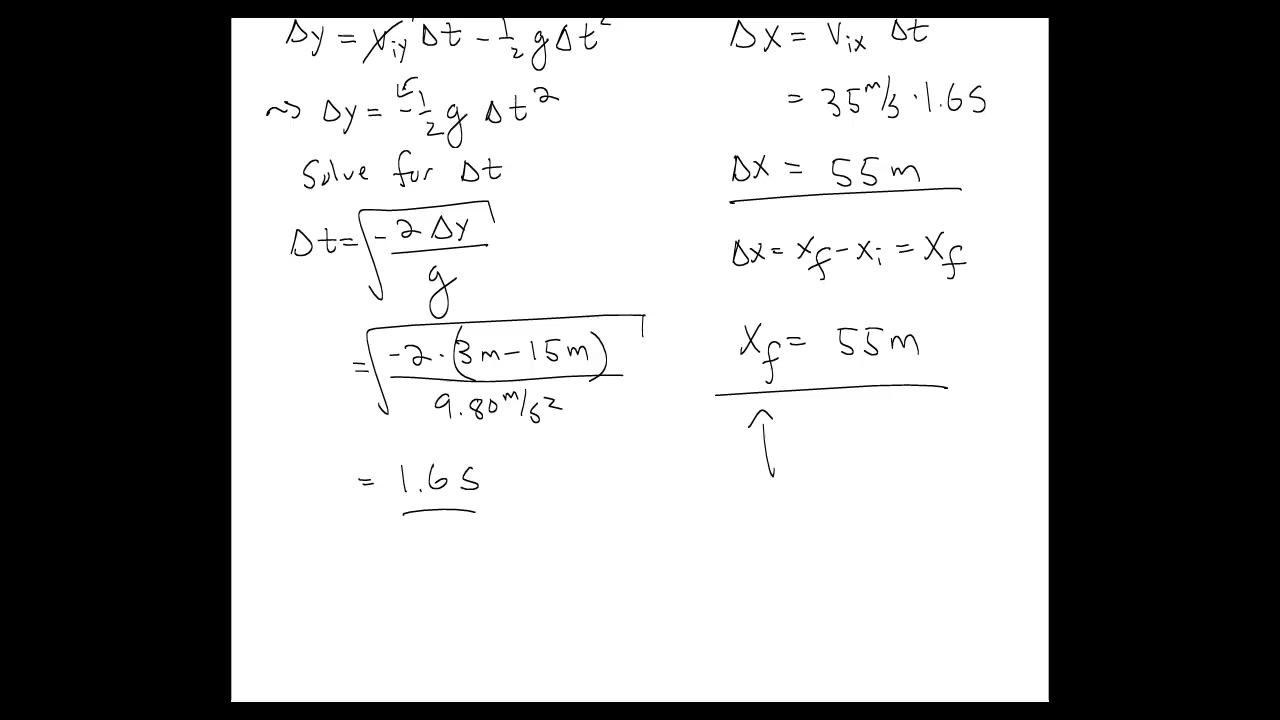 Δy = v_iy Δt - 1/2 g Δt²
~> Δy = -1/2 g Δt²
Solve for Δt
Δt = √(-2Δy/g)
= √(-2·(3m-15m)/9.80 m/s²)
= 1.6 s
Δx = v_ix Δt
= 35 m/s · 1.6 s
Δx = 55 m
Δx = x_f - x_i = x_f
x_f = 55 m